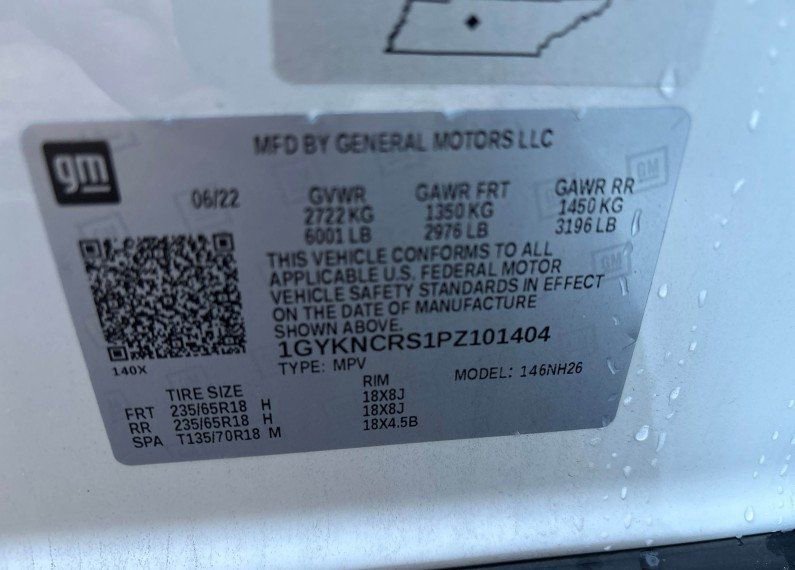 MFD BY GENERAL MOTORS LLC
gm
06/22 GVWR GAWR FRT GAWR RR
2722 KG 1350 KG 1450 KG
6001 LB 2976 LB 3196 LB
THIS VEHICLE CONFORMS TO ALL
APPLICABLE U.S. FEDERAL MOTOR
VEHICLE SAFETY STANDARDS IN EFFECT
ON THE DATE OF MANUFACTURE
SHOWN ABOVE.
1GYKNCRS1PZ101404
140X
TYPE: MPV MODEL: 146NH26
TIRE SIZE RIM
FRT 235/65R18 H 18X8J
RR 235/65R18 H 18X8J
SPA T135/70R18 M 18X4.5B